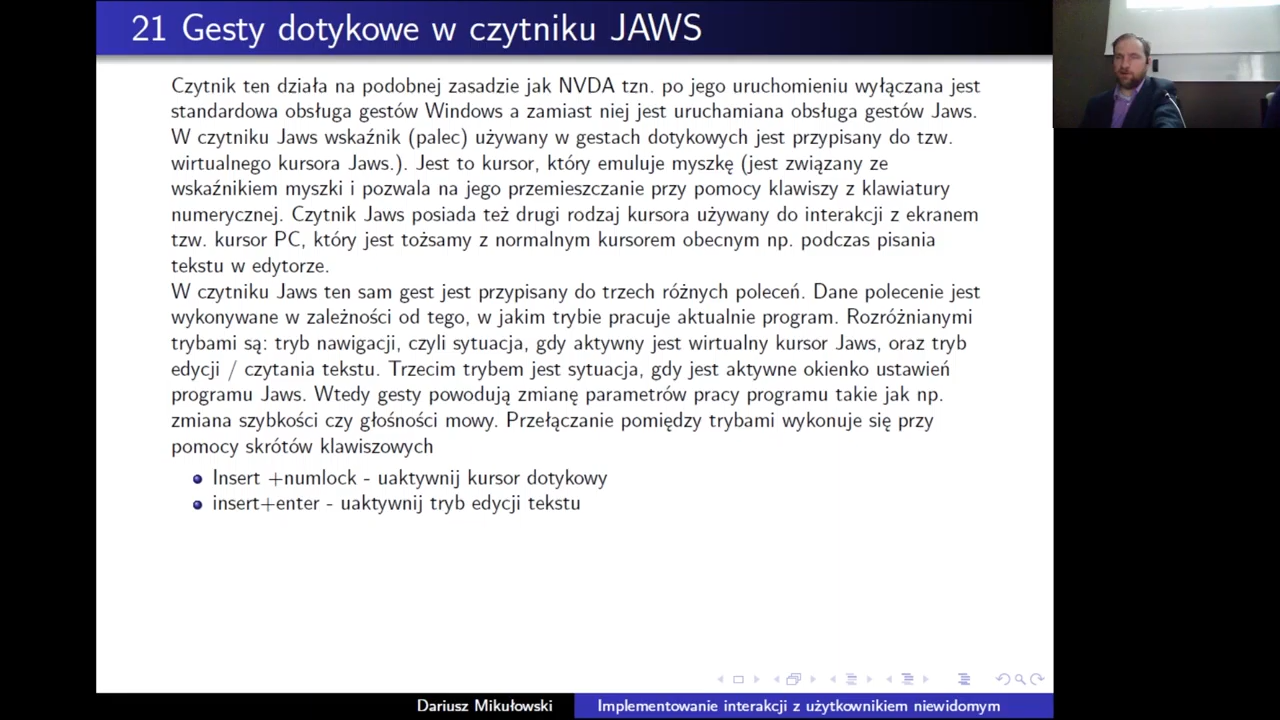 21 Gesty dotykowe w czytniku JAWS
Czytnik ten działa na podobnej zasadzie jak NVDA tzn. po jego uruchomieniu wyłączana jest
standardowa obsługa gestów Windows a zamiast niej jest uruchamiana obsługa gestów Jaws.
W czytniku Jaws wskaźnik (palec) używany w gestach dotykowych jest przypisany do tzw.
wirtualnego kursora Jaws.). Jest to kursor, który emuluje myszkę (jest związany ze
wskaźnikiem myszki i pozwala na jego przemieszczanie przy pomocy klawiszy z klawiatury
numerycznej. Czytnik Jaws posiada też drugi rodzaj kursora używany do interakcji z ekranem
tzw. kursor PC, który jest tożsamy z normalnym kursorem obecnym np. podczas pisania
tekstu w edytorze.
W czytniku Jaws ten sam gest jest przypisany do trzech różnych poleceń. Dane polecenie jest
wykonywane w zależności od tego, w jakim trybie pracuje aktualnie program. Rozróżnianymi
trybami są: tryb nawigacji, czyli sytuacja, gdy aktywny jest wirtualny kursor Jaws, oraz tryb
edycji / czytania tekstu. Trzecim trybem jest sytuacja, gdy jest aktywne okienko ustawień
programu Jaws. Wtedy gesty powodują zmianę parametrów pracy programu takie jak np.
zmiana szybkości czy głośności mowy. Przełączanie pomiędzy trybami wykonuje się przy
pomocy skrótów klawiszowych
Insert +numlock - uaktywnij kursor dotykowy
insert+enter - uaktywnij tryb edycji tekstu
Dariusz Mikułowski
Implementowanie interakcji z użytkownikiem niewidomym